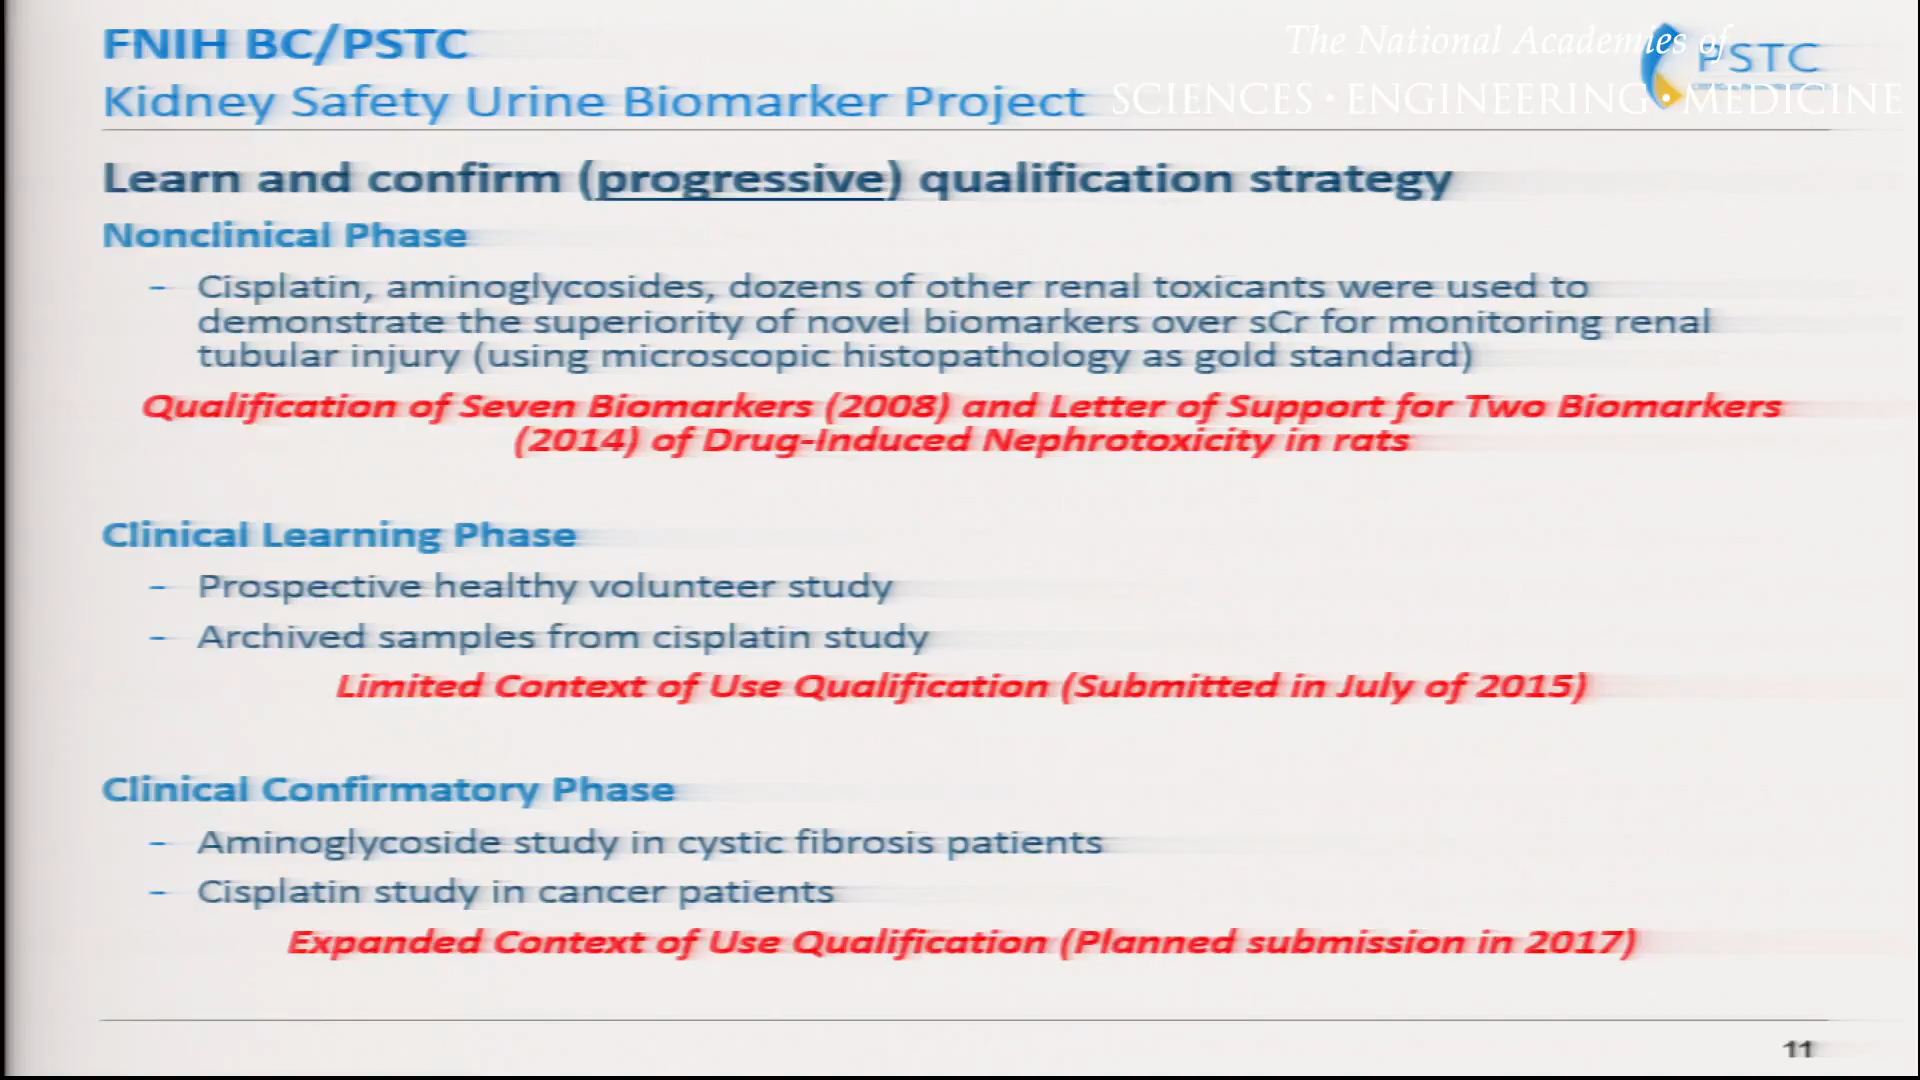 FNIH BC/PSTC
Kidney Safety Urine Biomarker Project
The National Academies of
SCIENCES · ENGINEERING · MEDICINE
PSTC
Learn and confirm (progressive) qualification strategy
Nonclinical Phase
- Cisplatin, aminoglycosides, dozens of other renal toxicants were used to
demonstrate the superiority of novel biomarkers over sCr for monitoring renal
tubular injury (using microscopic histopathology as gold standard)
Qualification of Seven Biomarkers (2008) and Letter of Support for Two Biomarkers
(2014) of Drug-Induced Nephrotoxicity in rats
Clinical Learning Phase
- Prospective healthy volunteer study
- Archived samples from cisplatin study
Limited Context of Use Qualification (Submitted in July of 2015)
Clinical Confirmatory Phase
- Aminoglycoside study in cystic fibrosis patients
- Cisplatin study in cancer patients
Expanded Context of Use Qualification (Planned submission in 2017)
11